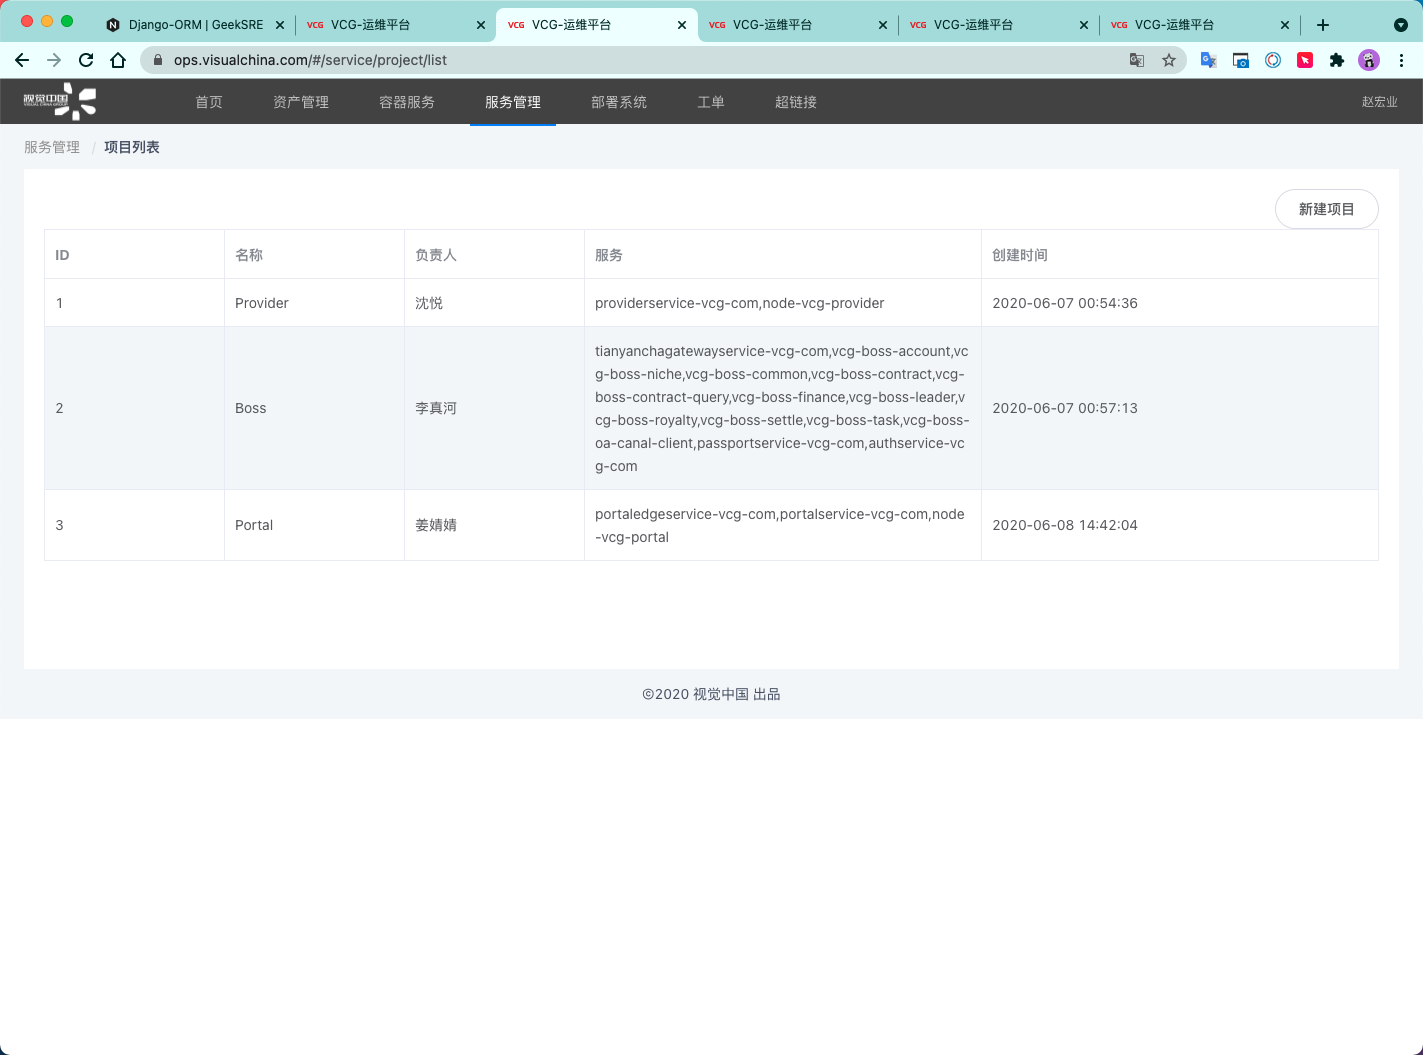 Django-ORM | GeekSRE
VCG VCG-运维平台
VCG VCG-运维平台
VCG VCG-运维平台
VCG VCG-运维平台
VCG VCG-运维平台
ops.visualchina.com/#/service/project/list
视觉中国
VISUAL CHINA GROUP
首页 资产管理 容器服务 服务管理 部署系统 工单 超链接 赵宏业
服务管理 / 项目列表
新建项目
ID 名称 负责人 服务 创建时间
1 Provider 沈悦 providerservice-vcg-com,node-vcg-provider 2020-06-07 00:54:36
tianyanchagatewayservice-vcg-com,vcg-boss-account,vc
g-boss-niche,vcg-boss-common,vcg-boss-contract,vcg-
boss-contract-query,vcg-boss-finance,vcg-boss-leader,v
2 Boss 李真河 2020-06-07 00:57:13
cg-boss-royalty,vcg-boss-settle,vcg-boss-task,vcg-boss-
oa-canal-client,passportservice-vcg-com,authservice-vc
g-com
portaledgeservice-vcg-com,portalservice-vcg-com,node
3 Portal 姜婧婧 2020-06-08 14:42:04
-vcg-portal
©2020 视觉中国 出品